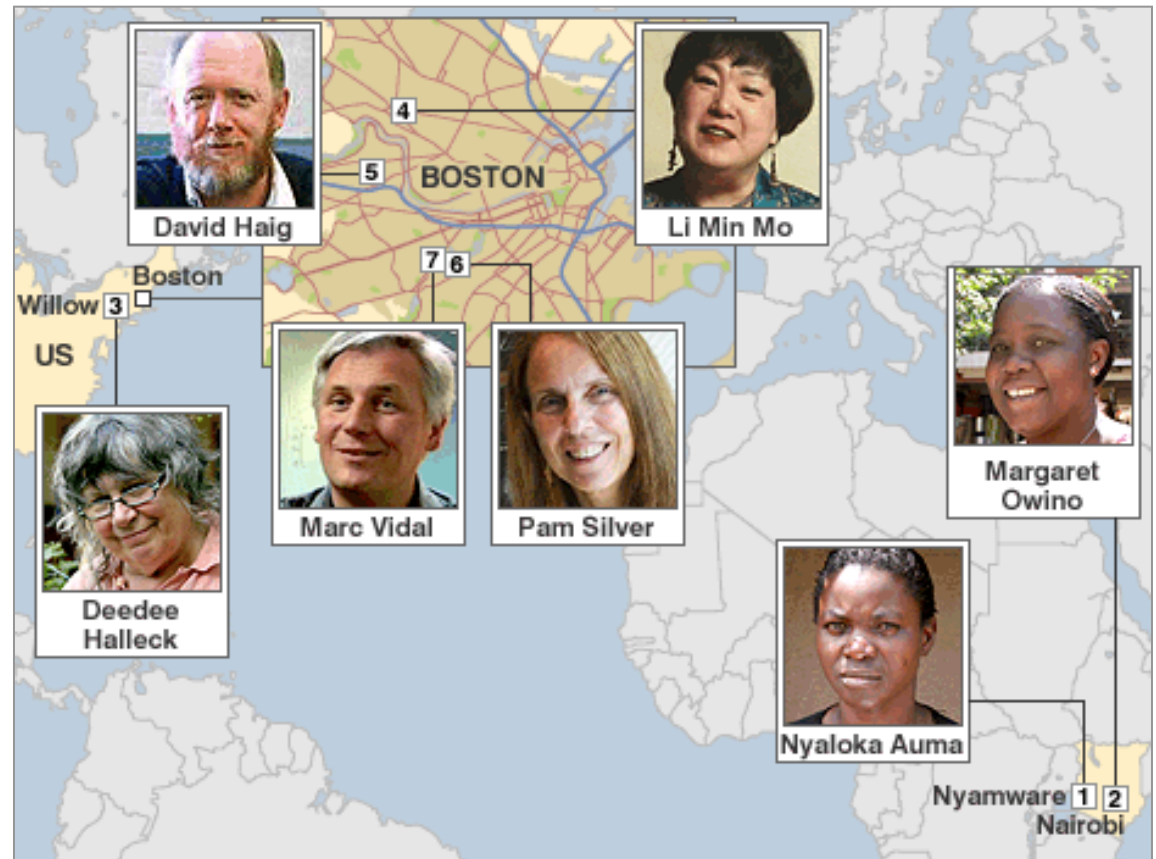 4
5
BOSTON
David Haig
Li Min Mo
7 6
Boston
Willow 3
US
Marc Vidal
Pam Silver
Margaret
Owino
Deedee
Halleck
Nyaloka Auma
Nyamware 1 2
Nairobi